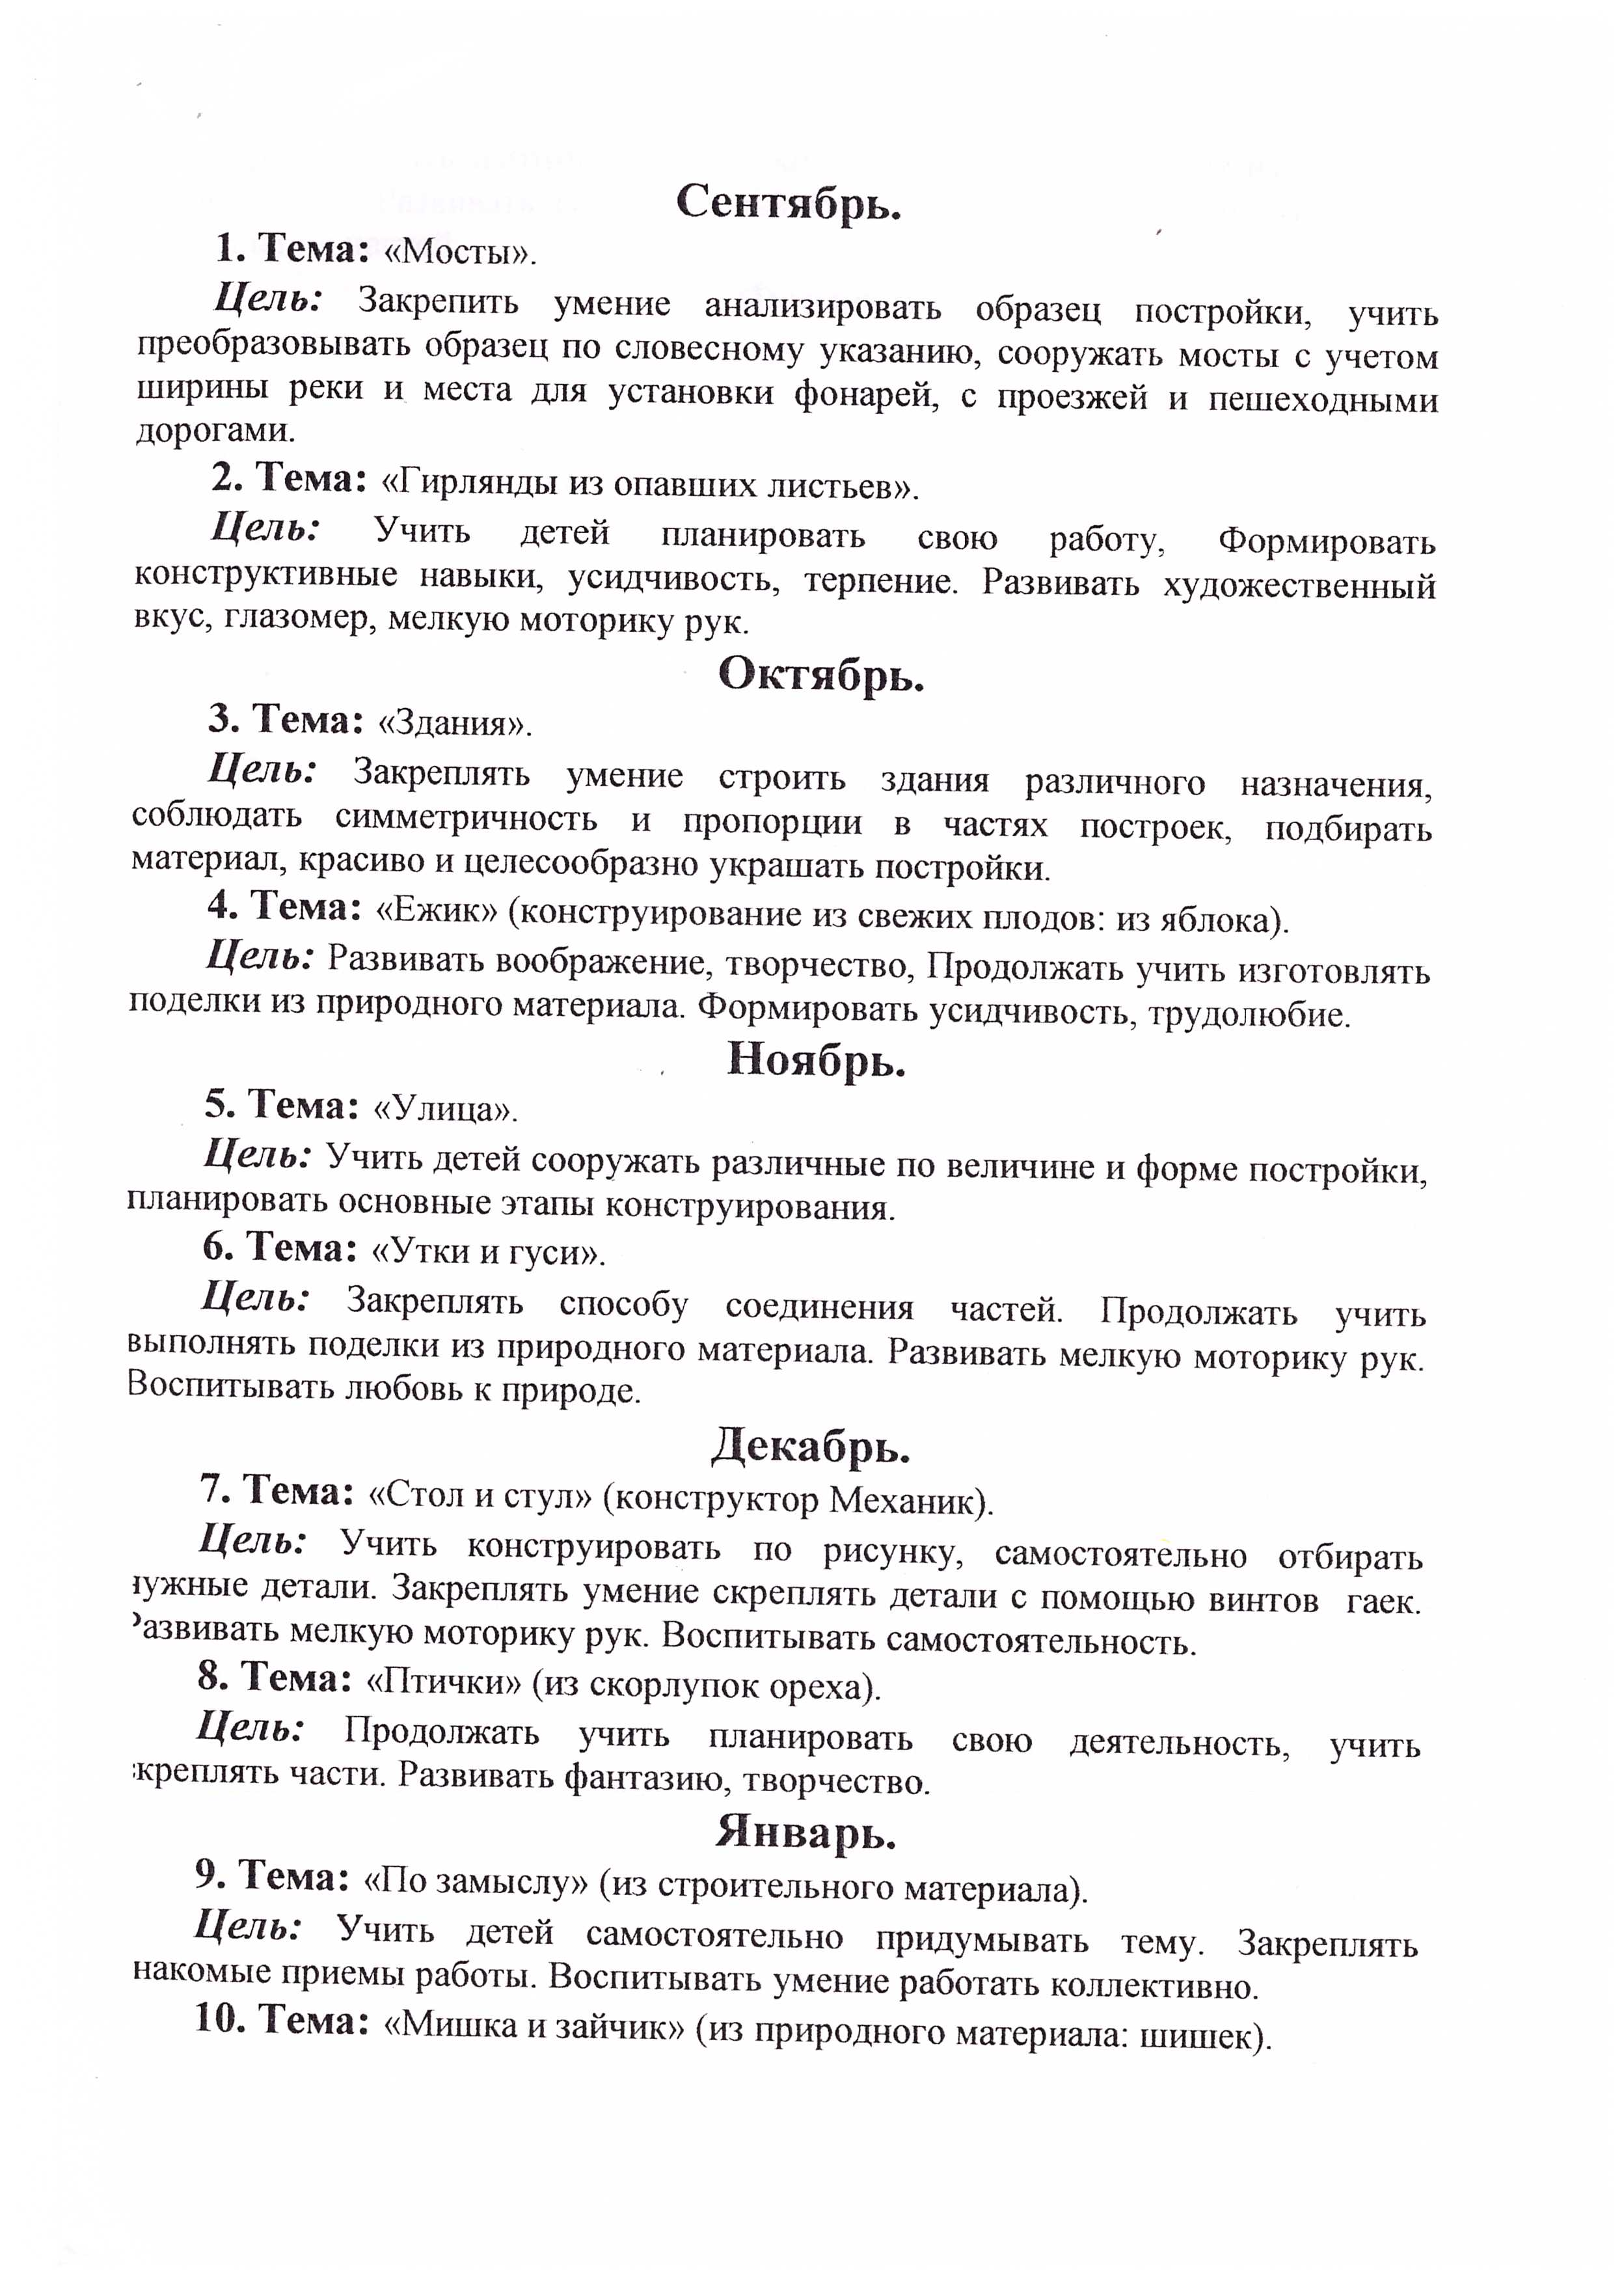 Сентябрь.
1. Тема: «Мосты».
Цель: Закрепить умение анализировать образец постройки, учить
преобразовывать образец по словесному указанию, сооружать мосты с учетом
ширины реки и места для установки фонарей, с проезжей и пешеходными
дорогами.
2. Тема: «Гирлянды из опавших листьев».
Цель: Учить детей планировать свою работу, Формировать
конструктивные навыки, усидчивость, терпение. Развивать художественный
вкус, глазомер, мелкую моторику рук.
Октябрь.
3. Тема: «Здания».
Цель: Закреплять умение строить здания различного назначения,
соблюдать симметричность и пропорции в частях построек, подбирать
материал, красиво и целесообразно украшать постройки.
4. Тема: «Ежик» (конструирование из свежих плодов: из яблока).
Цель: Развивать воображение, творчество, Продолжать учить изготовлять
поделки из природного материала. Формировать усидчивость, трудолюбие.
Ноябрь.
5. Тема: «Улица».
Цель: Учить детей сооружать различные по величине и форме постройки,
планировать основные этапы конструирования.
6. Тема: «Утки и гуси».
Цель: Закреплять способу соединения частей. Продолжать учить
выполнять поделки из природного материала. Развивать мелкую моторику рук.
Воспитывать любовь к природе.
Декабрь.
7. Тема: «Стол и стул» (конструктор Механик).
Цель: Учить конструировать по рисунку, самостоятельно отбирать
нужные детали. Закреплять умение скреплять детали с помощью винтов гаек.
Развивать мелкую моторику рук. Воспитывать самостоятельность.
8. Тема: «Птички» (из скорлупок ореха).
Цель: Продолжать учить планировать свою деятельность, учить
скреплять части. Развивать фантазию, творчество.
Январь.
9. Тема: «По замыслу» (из строительного материала).
Цель: Учить детей самостоятельно придумывать тему. Закреплять
накомые приемы работы. Воспитывать умение работать коллективно.
10. Тема: «Мишка и зайчик» (из природного материала: шишек).